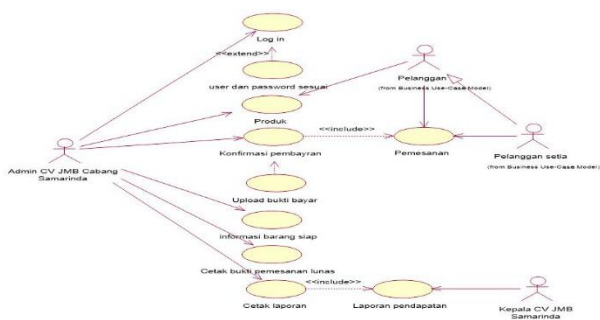 Log in
<<extend>>
user dan password sesuai
Pelanggan
(from Business Use-Case Model)
Produk
<<include>>
Konfirmasi pembayran
Pemesanan
Pelanggan setia
(from Business Use-Case Model)
Admin CV JMB Cabang
Samarinda
Upload bukti bayar
informasi barang siap
Cetak bukti pemesanan lunas
<<include>>
Cetak laporan
Laporan pendapatan
Kepala CV JMB
Samarinda